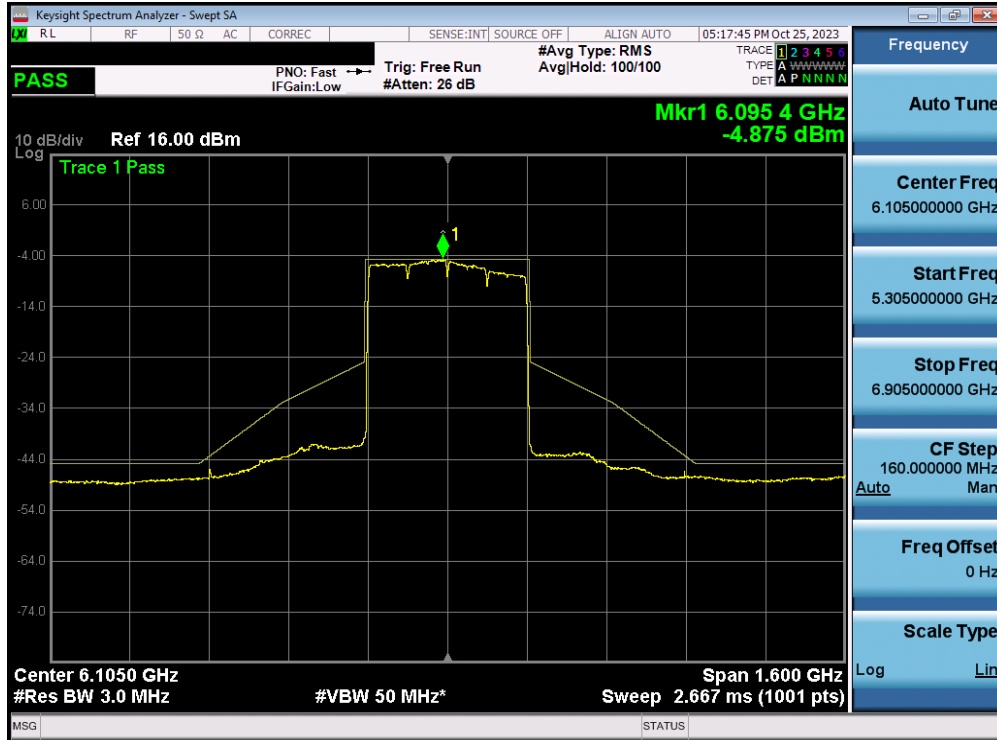 Keysight Spectrum Analyzer - Swept SA
LXI RL RF 50 Ω AC CORREC SENSE:INT SOURCE OFF ALIGN AUTO 05:17:45 PM Oct 25, 2023
PASS
PNO: Fast
IFGain:Low
Trig: Free Run
#Atten: 26 dB
#Avg Type: RMS
Avg|Hold: 100/100
TRACE 1 2 3 4 5 6
TYPE A WWWWW
DET A P N N N N
Mkr1 6.095 4 GHz
-4.875 dBm
10 dB/div Ref 16.00 dBm
Log
Trace 1 Pass
6.00
-4.00
-14.0
-24.0
-34.0
-44.0
-54.0
-64.0
-74.0
1
Center 6.1050 GHz Span 1.600 GHz
#Res BW 3.0 MHz #VBW 50 MHz* Sweep 2.667 ms (1001 pts)
MSG STATUS
Frequency
Auto Tune
Center Freq
6.105000000 GHz
Start Freq
5.305000000 GHz
Stop Freq
6.905000000 GHz
CF Step
160.000000 MHz
Auto Man
Freq Offset
0 Hz
Scale Type
Log Lin